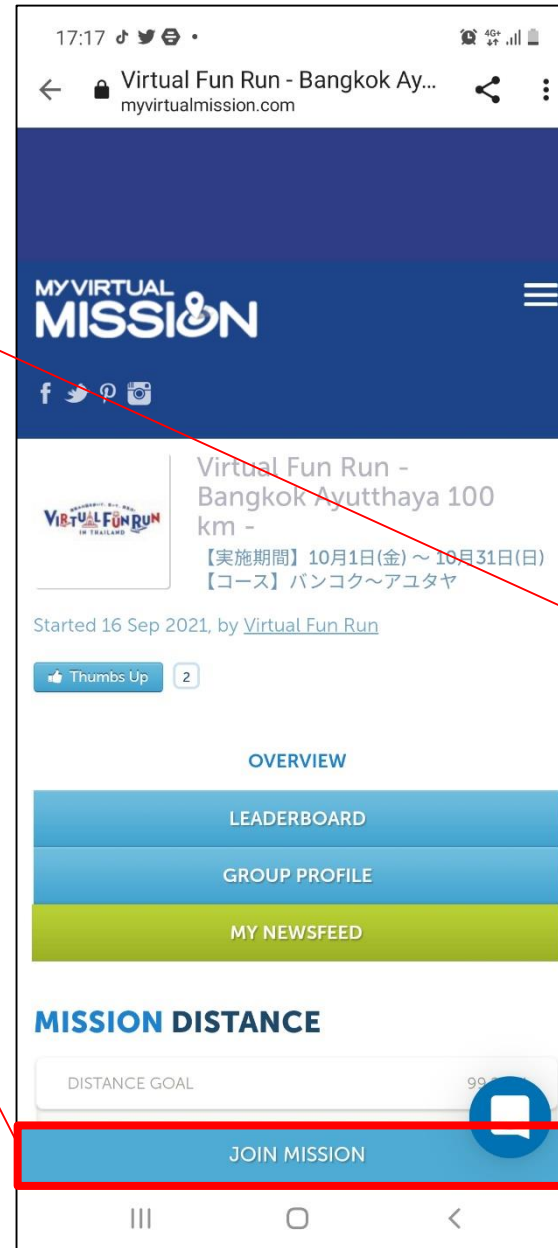 17:17
4G+
Virtual Fun Run - Bangkok Ay...
myvirtualmission.com
MY VIRTUAL
MISSION
Virtual Fun Run -
Bangkok Ayutthaya 100
km -
VIRTUAL FUN RUN
IN THAILAND
【実施期間】10月1日(金)～10月31日(日)
【コース】バンコク～アユタヤ
Started 16 Sep 2021, by Virtual Fun Run
Thumbs Up 2
OVERVIEW
LEADERBOARD
GROUP PROFILE
MY NEWSFEED
MISSION DISTANCE
DISTANCE GOAL
JOIN MISSION